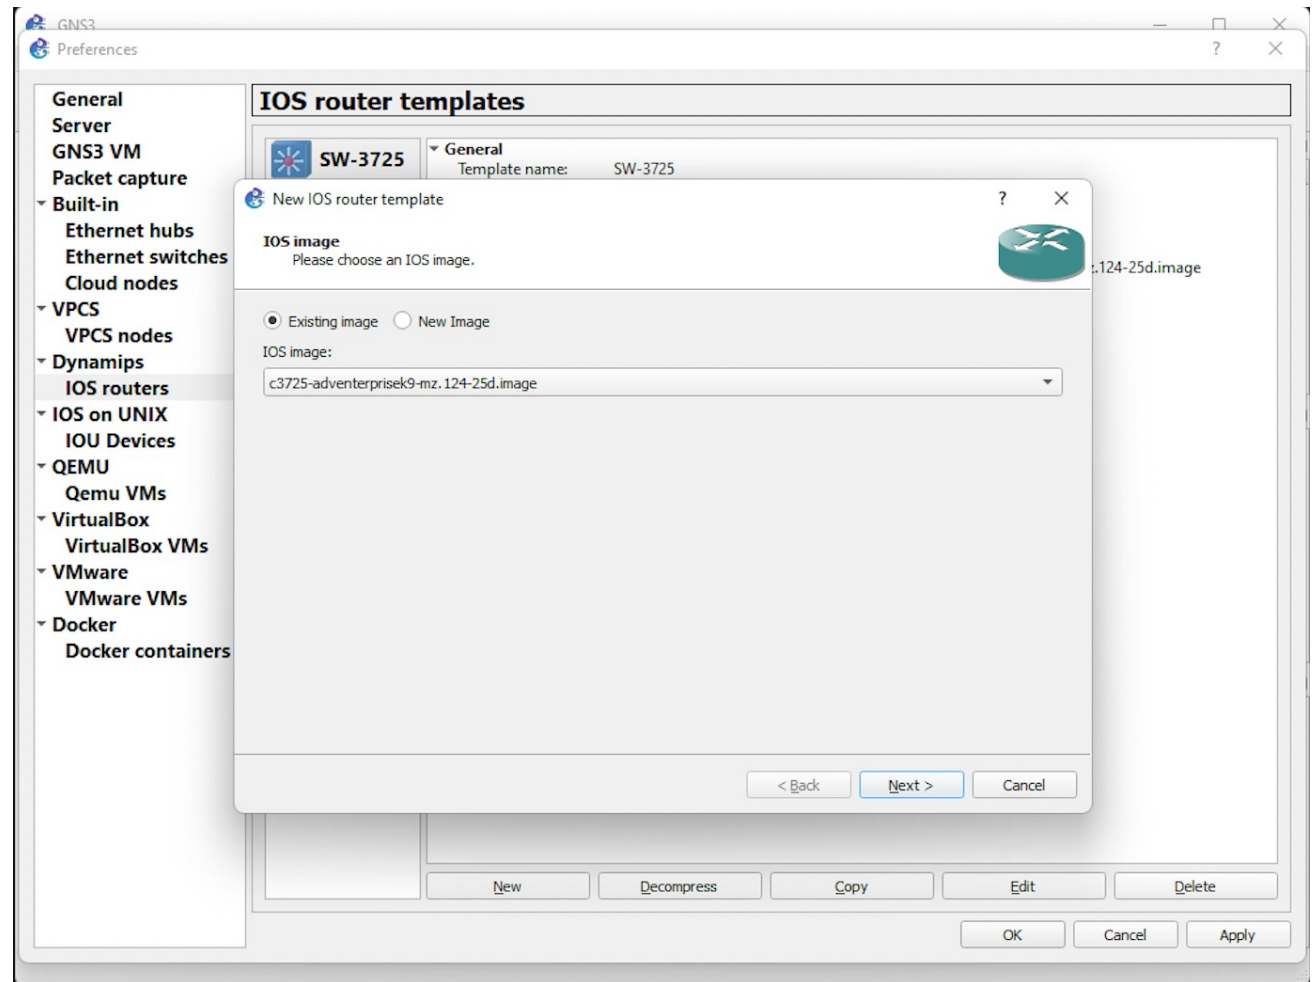 GNS3
Preferences
General
Server
GNS3 VM
Packet capture
Built-in
Ethernet hubs
Ethernet switches
Cloud nodes
VPCS
VPCS nodes
Dynamips
IOS routers
IOS on UNIX
IOU Devices
QEMU
Qemu VMs
VirtualBox
VirtualBox VMs
VMware
VMware VMs
Docker
Docker containers
IOS router templates
SW-3725
General
Template name: SW-3725
.124-25d.image
New IOS router template
IOS image
Please choose an IOS image.
Existing image New Image
IOS image:
c3725-adventerprisek9-mz.124-25d.image
< Back Next > Cancel
New Decompress Copy Edit Delete
OK Cancel Apply